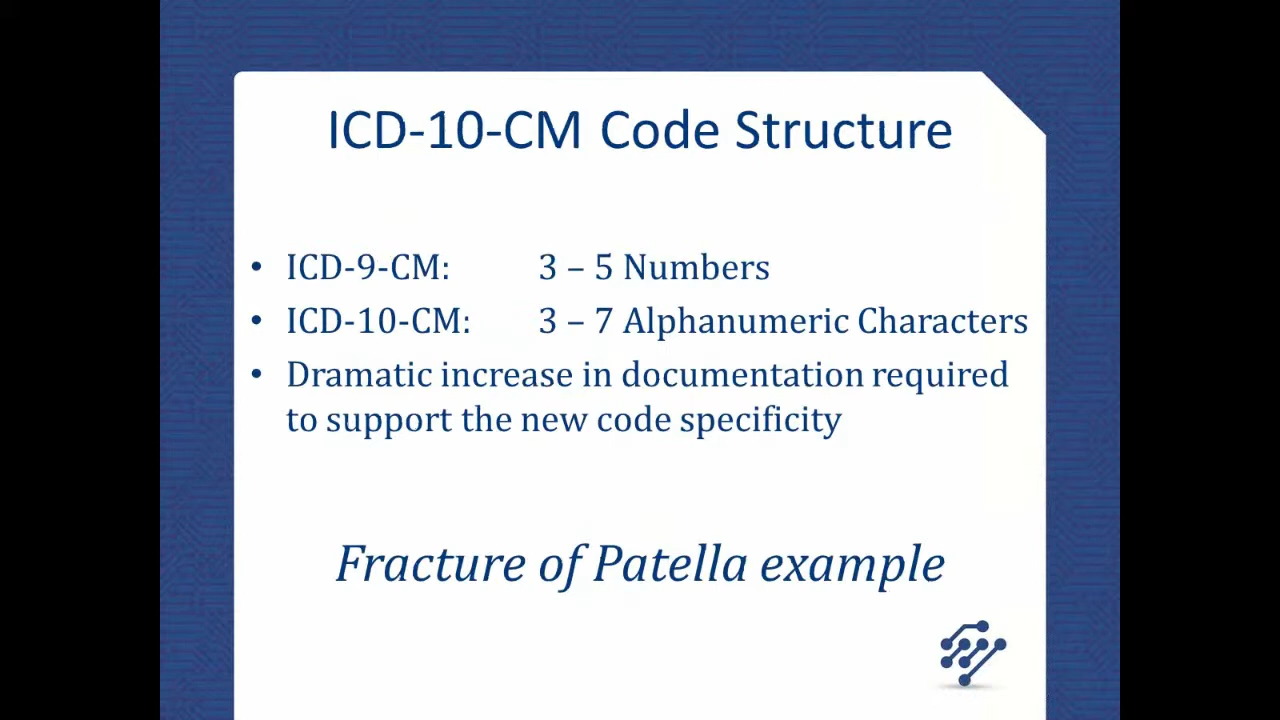 ICD-10-CM Code Structure
• ICD-9-CM: 3 – 5 Numbers
• ICD-10-CM: 3 – 7 Alphanumeric Characters
• Dramatic increase in documentation required
to support the new code specificity
Fracture of Patella example